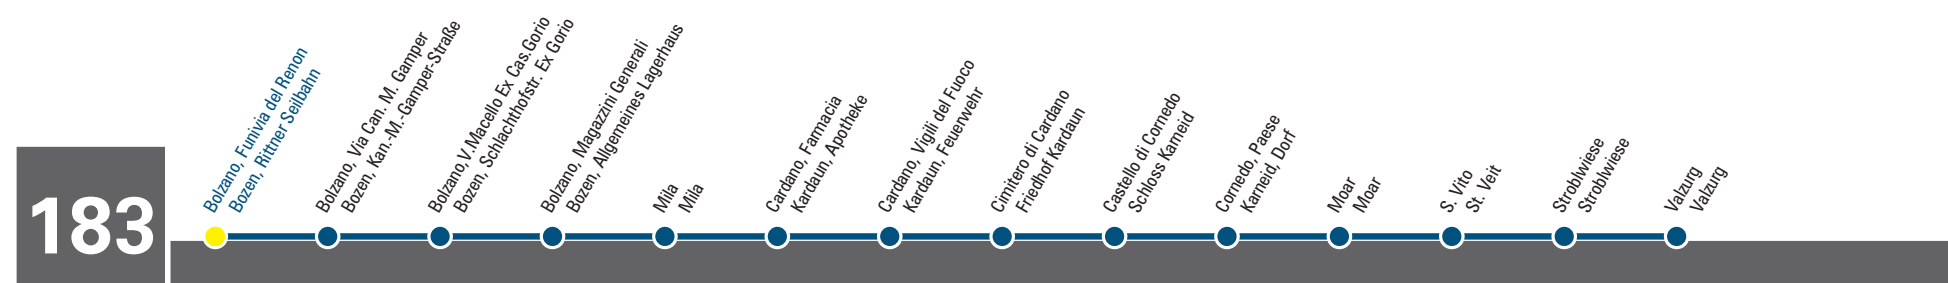 183
Bolzano, Funivia del Renon
Bozen, Rittner Seilbahn
Bolzano, Via Can. M. Gamper
Bozen, Kan.-M.-Gamper-Straße
Bolzano V.Macello Ex Cas.Gorio
Bozen, Schlachthofstr. Ex Gorio
Bolzano, Magazzini Generali
Bozen, Allgemeines Lagerhaus
Mila
Mila
Cardano, Farmacia
Kardaun, Apotheke
Cardano, Vigili del Fuoco
Kardaun, Feuerwehr
Cimitero di Cardano
Friedhof Kardaun
Castello di Cornedo
Schloss Karneid
Cornedo, Paese
Karneid, Dorf
Moar
Moar
S. Vito
St. Veit
Stroblwiese
Stroblwiese
Valzurg
Valzurg